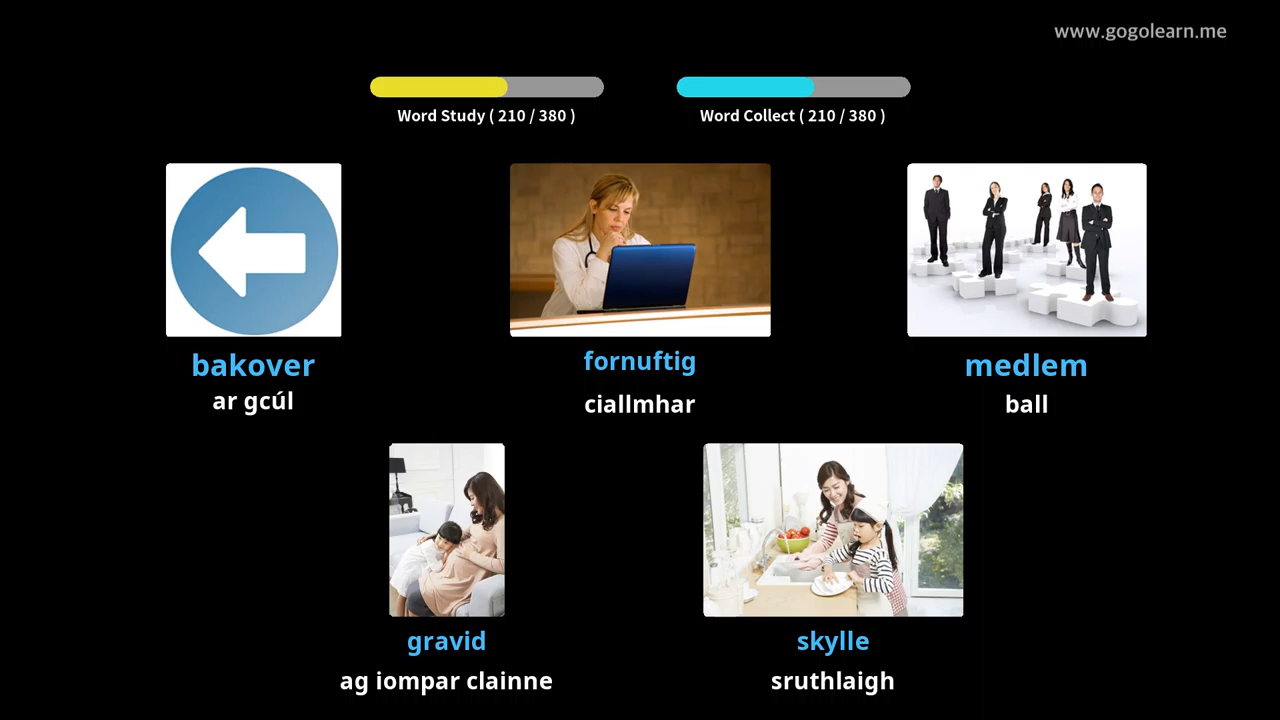 www.gogolearn.me
Word Study ( 210 / 380 )
Word Collect ( 210 / 380 )
bakover
ar gcúl
fornuftig
ciallmhar
medlem
ball
gravid
ag iompar clainne
skylle
sruthlaigh